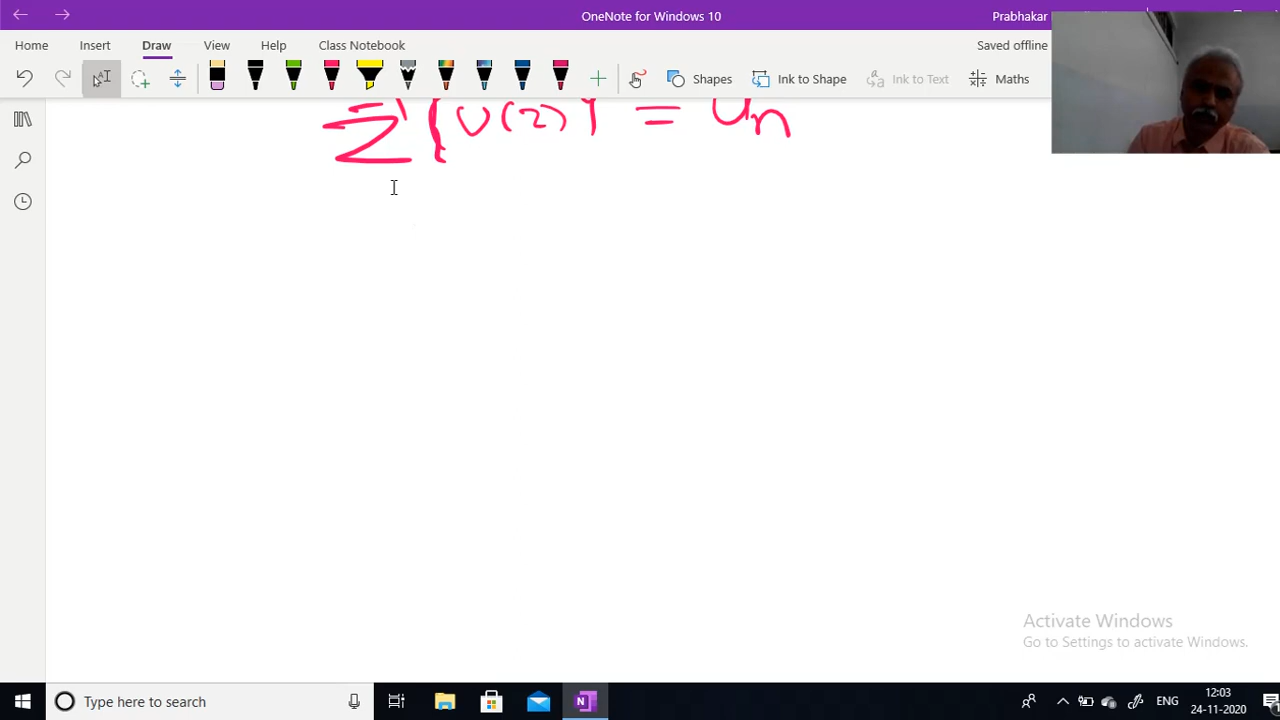 OneNote for Windows 10
Prabhakar
Home Insert Draw View Help Class Notebook
Saved offline
Shapes
Ink to Shape
Ink to Text
Maths
Z⁻¹{U(z)} = Un
Activate Windows
Go to Settings to activate Windows.
Type here to search
ENG
12:03
24-11-2020